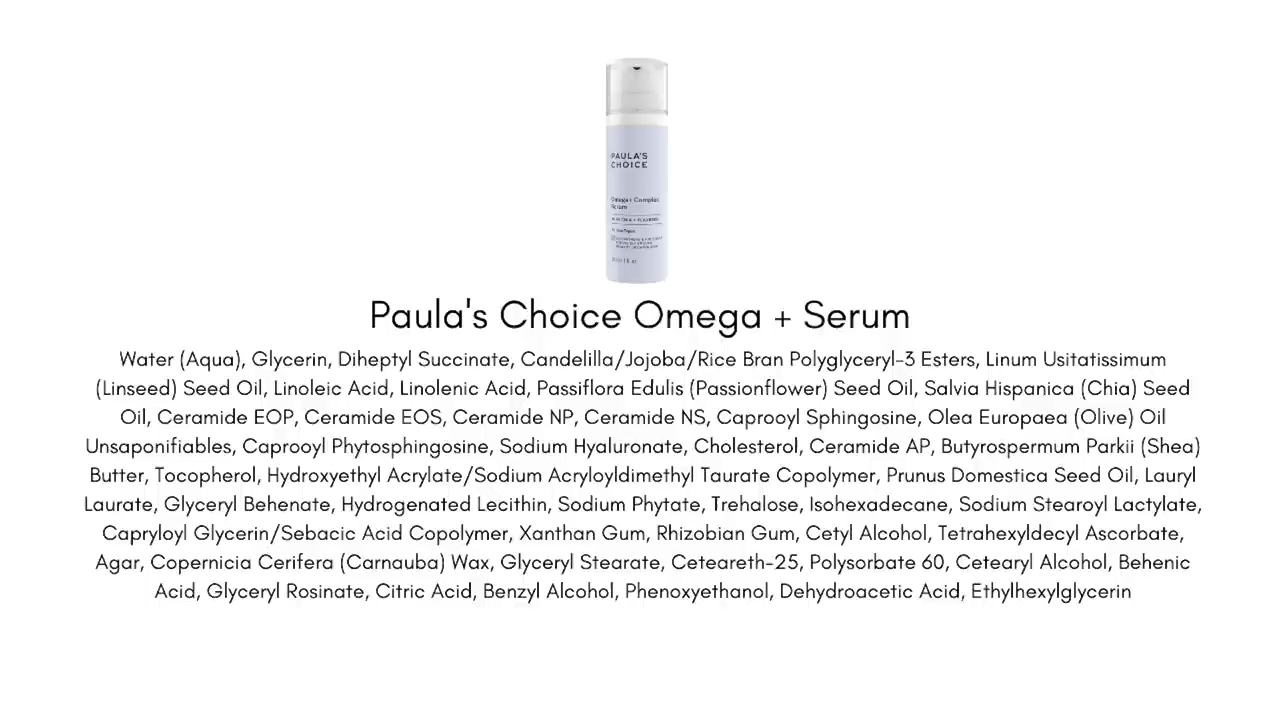 PAULA'S
CHOICE
Omega+ Complex
Serum
Paula's Choice Omega + Serum
Water (Aqua), Glycerin, Diheptyl Succinate, Candelilla/Jojoba/Rice Bran Polyglyceryl-3 Esters, Linum Usitatissimum
(Linseed) Seed Oil, Linoleic Acid, Linolenic Acid, Passiflora Edulis (Passionflower) Seed Oil, Salvia Hispanica (Chia) Seed
Oil, Ceramide EOP, Ceramide EOS, Ceramide NP, Ceramide NS, Caprooyl Sphingosine, Olea Europaea (Olive) Oil
Unsaponifiables, Caprooyl Phytosphingosine, Sodium Hyaluronate, Cholesterol, Ceramide AP, Butyrospermum Parkii (Shea)
Butter, Tocopherol, Hydroxyethyl Acrylate/Sodium Acryloyldimethyl Taurate Copolymer, Prunus Domestica Seed Oil, Lauryl
Laurate, Glyceryl Behenate, Hydrogenated Lecithin, Sodium Phytate, Trehalose, Isohexadecane, Sodium Stearoyl Lactylate,
Capryloyl Glycerin/Sebacic Acid Copolymer, Xanthan Gum, Rhizobian Gum, Cetyl Alcohol, Tetrahexyldecyl Ascorbate,
Agar, Copernicia Cerifera (Carnauba) Wax, Glyceryl Stearate, Ceteareth-25, Polysorbate 60, Cetearyl Alcohol, Behenic
Acid, Glyceryl Rosinate, Citric Acid, Benzyl Alcohol, Phenoxyethanol, Dehydroacetic Acid, Ethylhexylglycerin